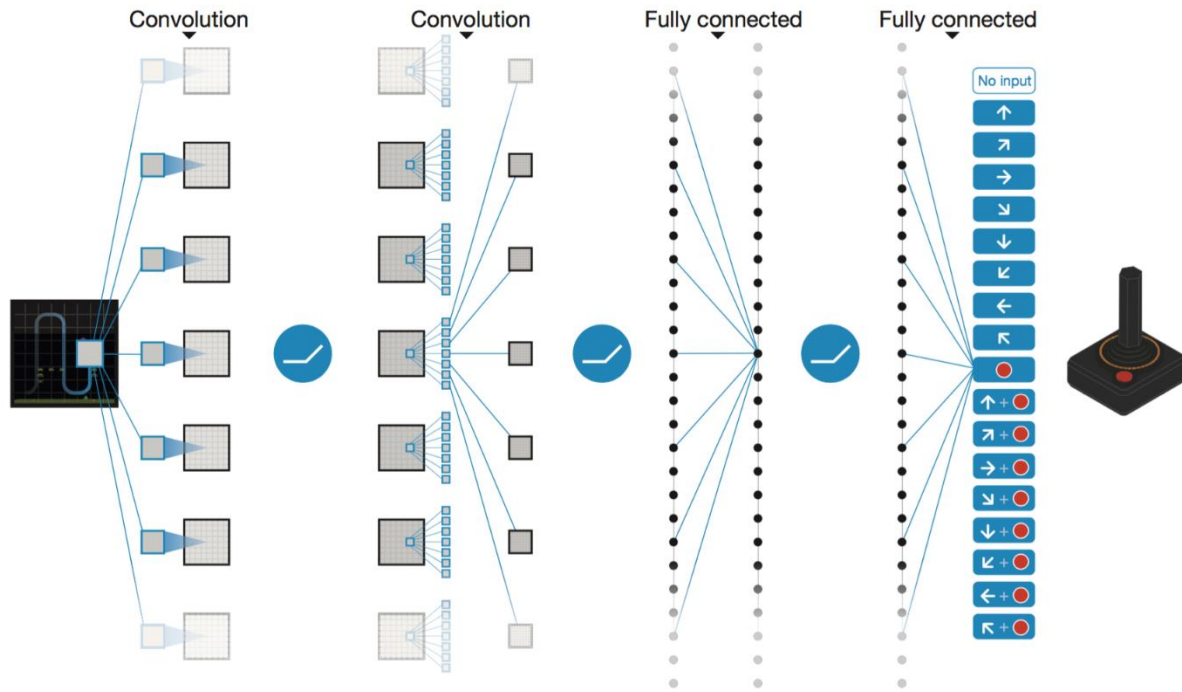 Convolution
Convolution
Fully connected
Fully connected
No input
+
+
+
+
+
+
+
+